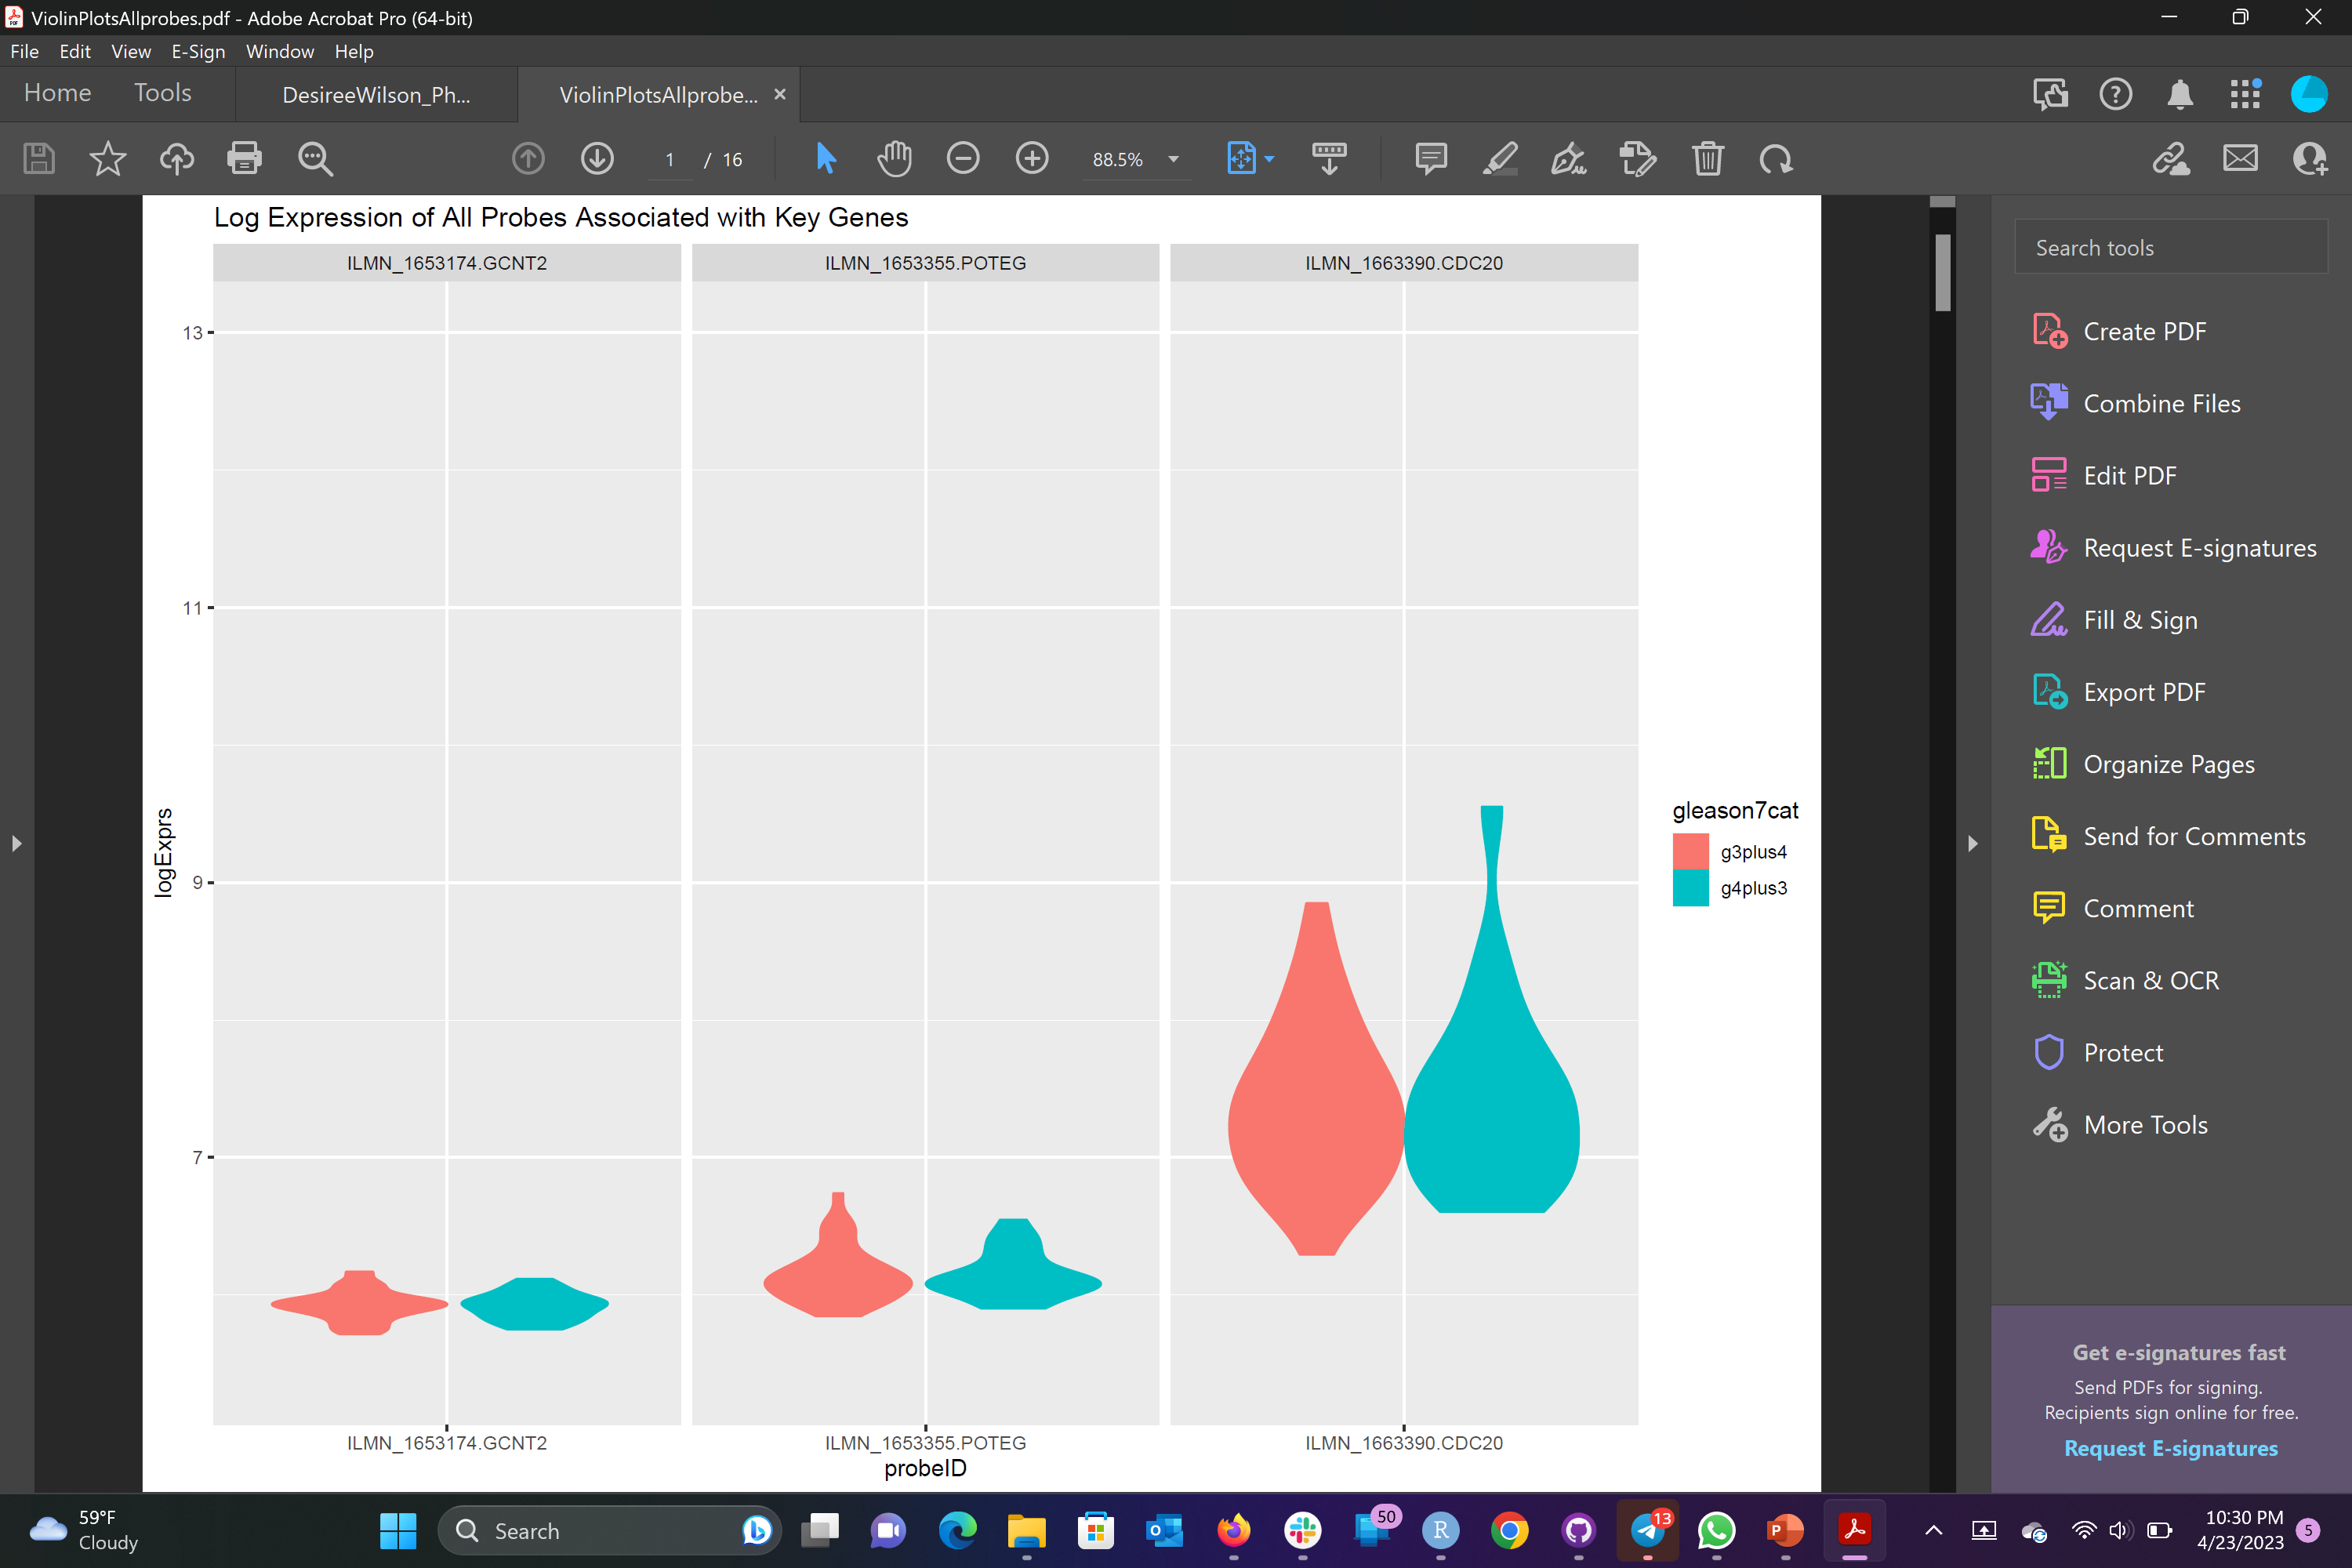 ViolinPlotsAllprobes.pdf - Adobe Acrobat Pro (64-bit)
File Edit View E-Sign Window Help
Home Tools DesireeWilson_Ph... ViolinPlotsAllprobe... ×
1 / 16 88.5%
Log Expression of All Probes Associated with Key Genes
ILMN_1653174.GCNT2 ILMN_1653355.POTEG ILMN_1663390.CDC20
13
11
9
7
logExprs
gleason7cat
g3plus4
g4plus3
ILMN_1653174.GCNT2 ILMN_1653355.POTEG ILMN_1663390.CDC20
probeID
Search tools
Create PDF
Combine Files
Edit PDF
Request E-signatures
Fill & Sign
Export PDF
Organize Pages
Send for Comments
Comment
Scan & OCR
Protect
More Tools
Get e-signatures fast
Send PDFs for signing.
Recipients sign online for free.
Request E-signatures
59°F
Cloudy
Search
50
13
10:30 PM
4/23/2023
5